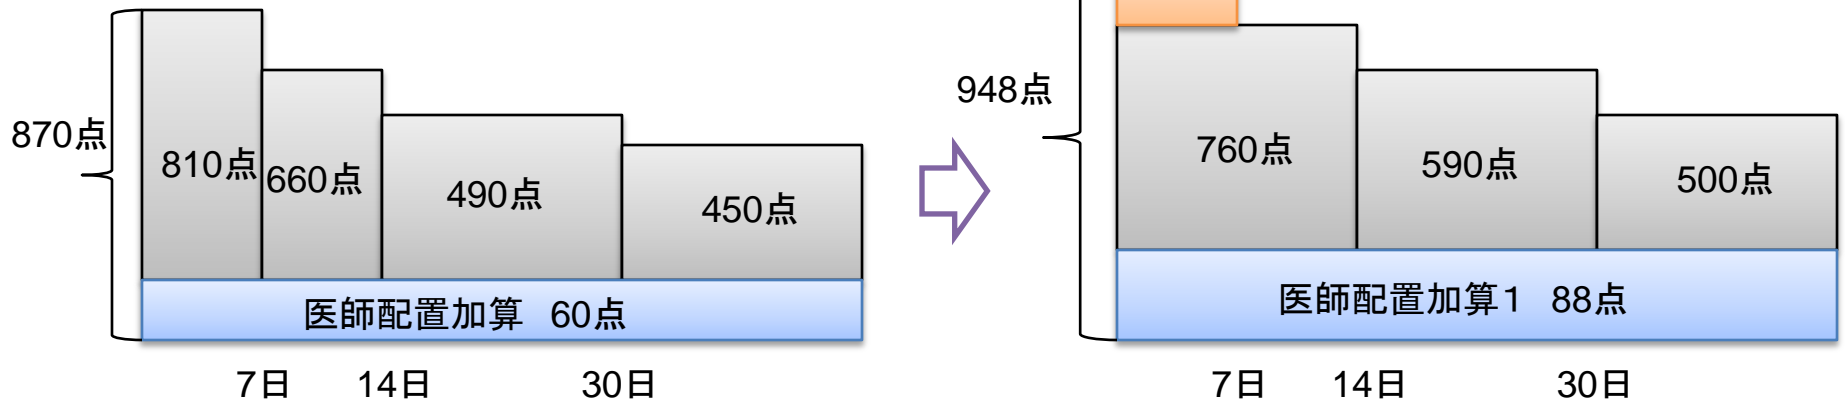 870点
810点
660点
490点
450点
医師配置加算　60点
7日
14日
30日
948点
760点
590点
500点
医師配置加算１　88点
7日
14日
30日